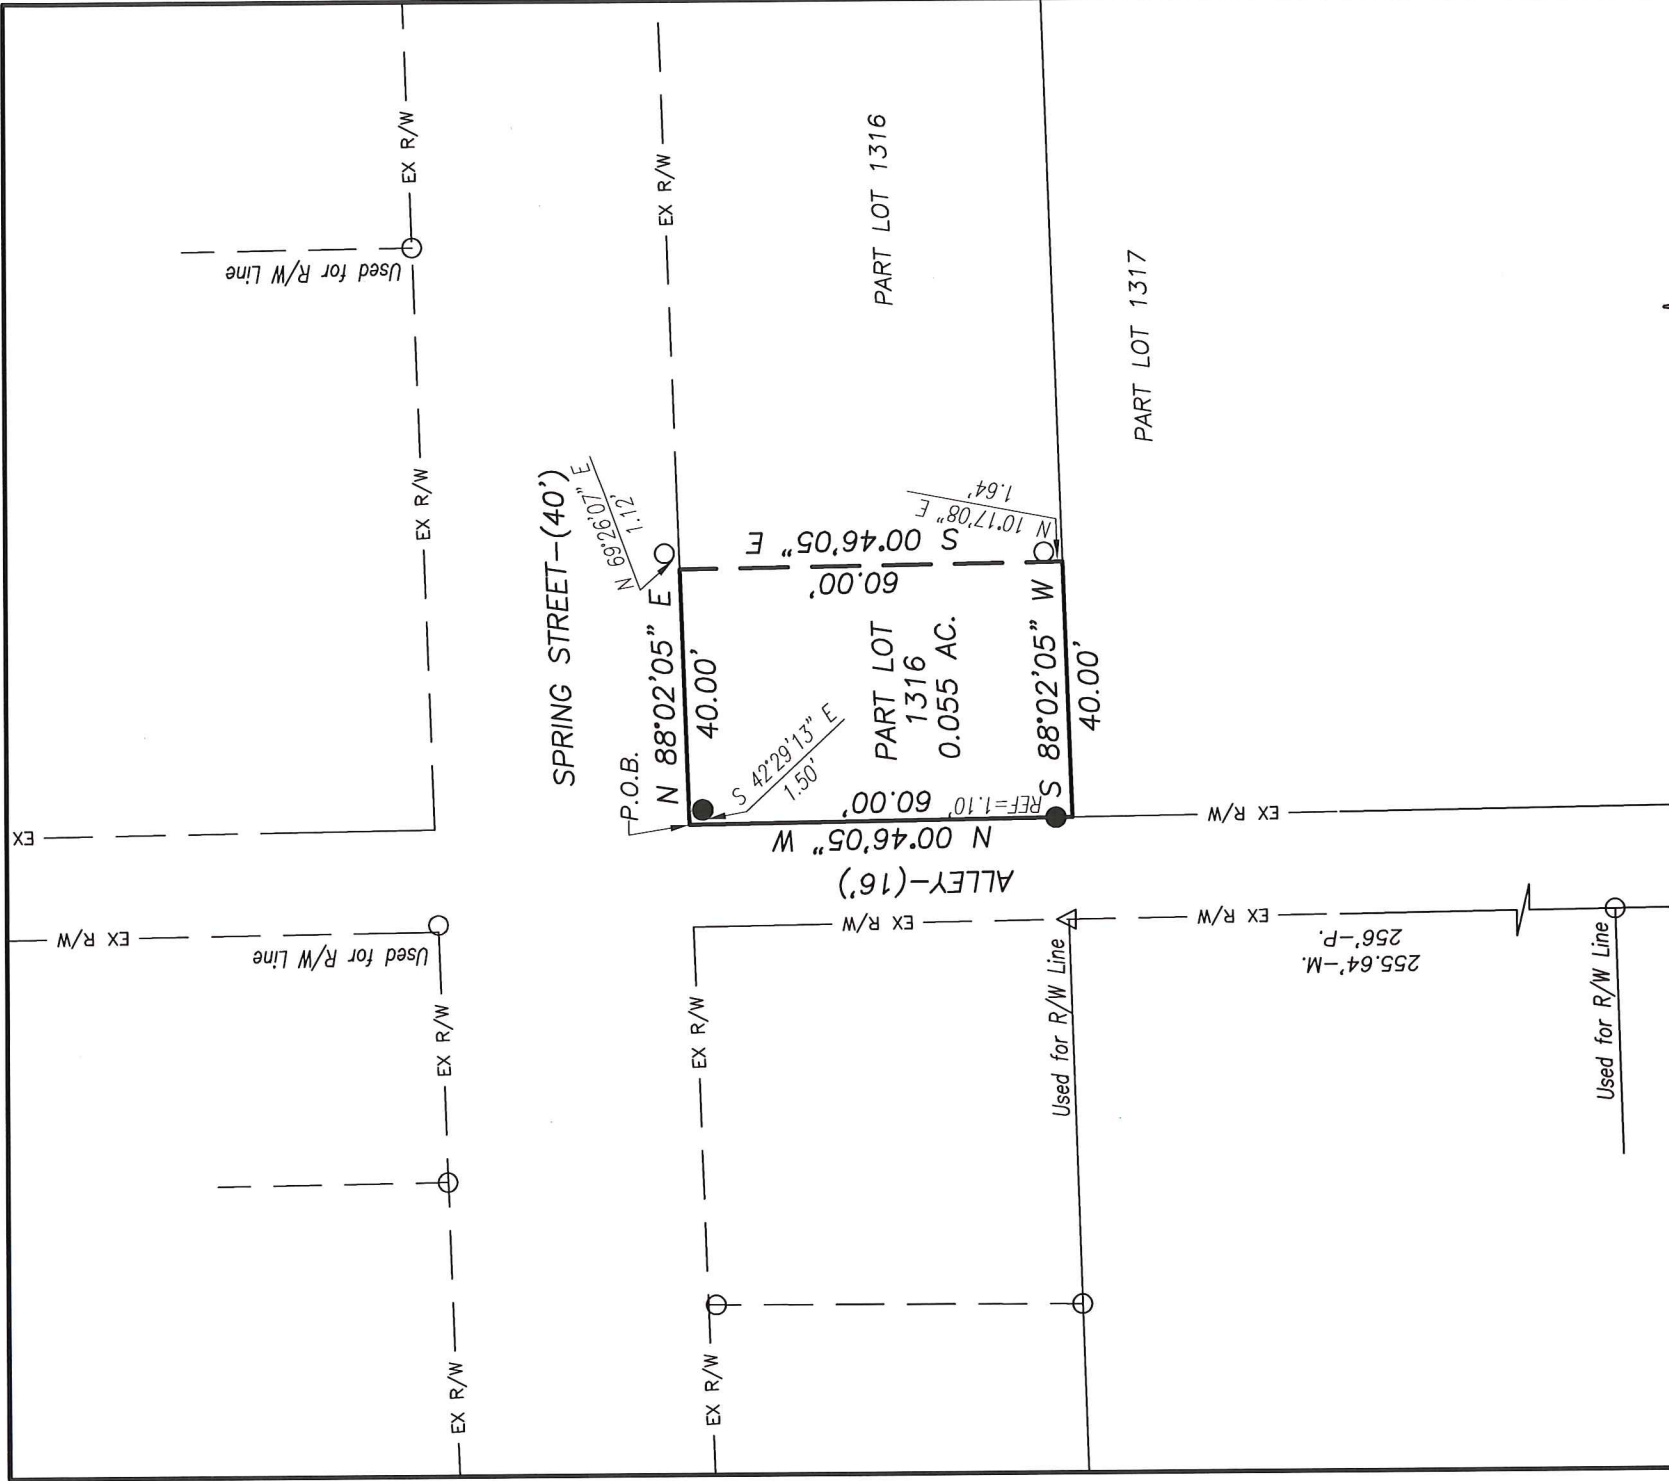 EX R/W
EX R/W
Used for R/W Line
EX R/W
EX R/W
PART LOT 1316
PART LOT 1317
SPRING STREET-(40')
N 69°26'07" E
1.12'
N 10°17'08" E
1.64'
S 00°46'05" E
60.00'
P.O.B.
N 88°02'05" E
40.00'
S 42°29'13" E
1.50'
PART LOT
1316
0.055 AC.
S 88°02'05" W
40.00'
60.00'
REF=1.10'
N 00°46'05" W
ALLEY-(16')
EX
EX R/W
EX R/W
Used for R/W Line
EX R/W
EX R/W
EX R/W
255.64'-M.
256'-P.
Used for R/W Line
Used for R/W Line
EX R/W
EX R/W
EX R/W
EX R/W